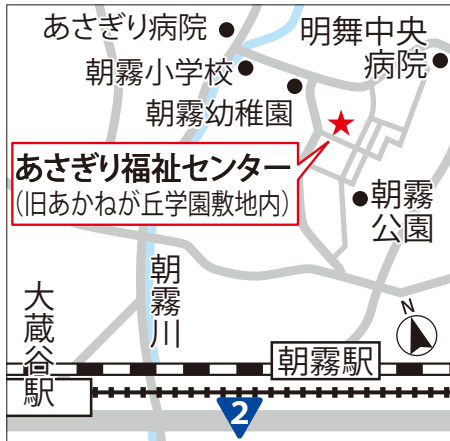 あさぎり病院
明舞中央
病院
朝霧小学校
朝霧幼稚園
あさぎり福祉センター
(旧あかねが丘学園敷地内)
朝霧
公園
朝霧川
大蔵谷駅
N
朝霧駅
2